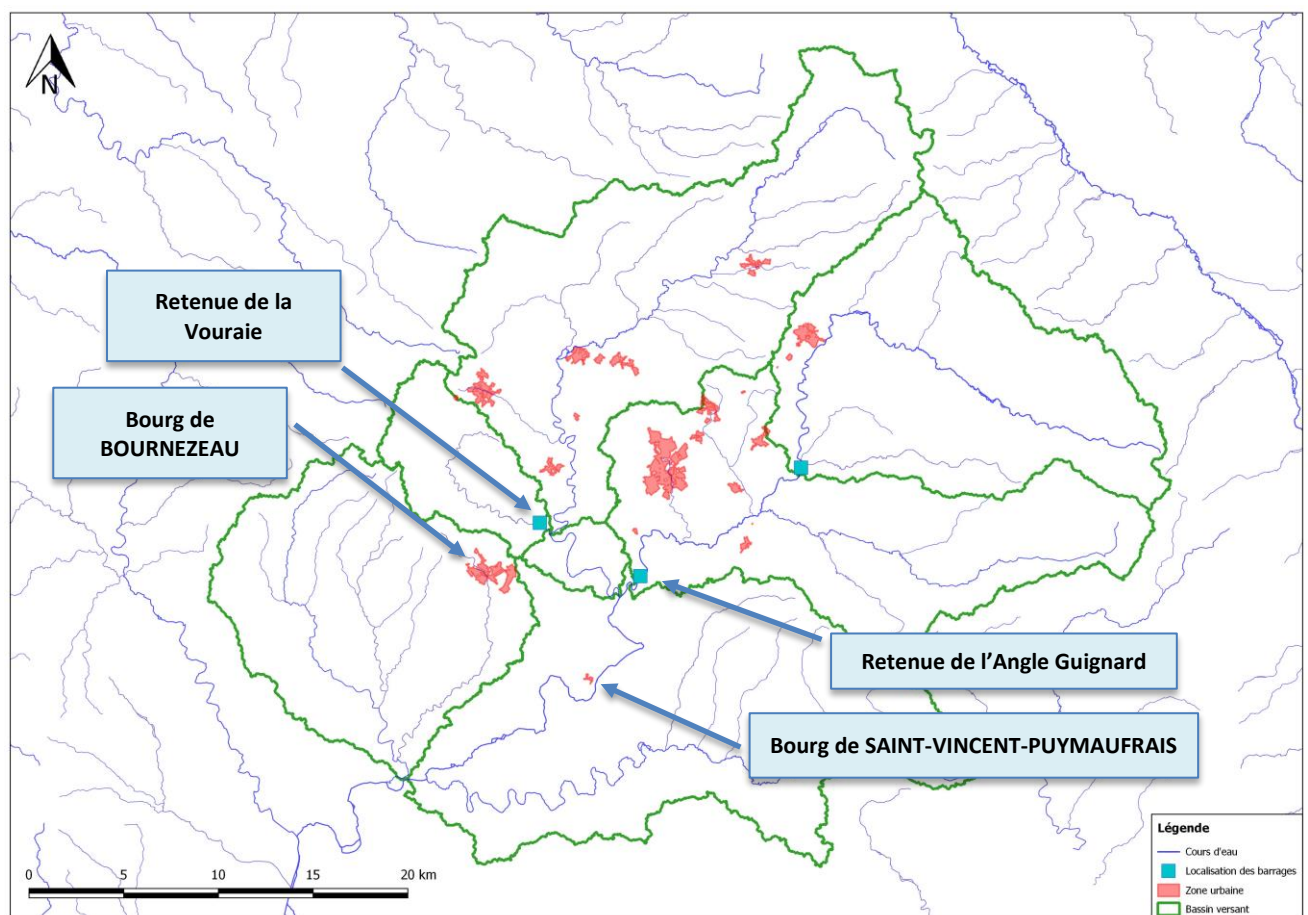 N
Retenue de la
Vouraie
Bourg de
BOURNEZEAU
Retenue de l’Angle Guignard
Bourg de SAINT-VINCENT-PUYMAUFRAIS
Légende
Cours d'eau
Localisation des barrages
Zone urbaine
Bassin versant
0 5 10 15 20 km